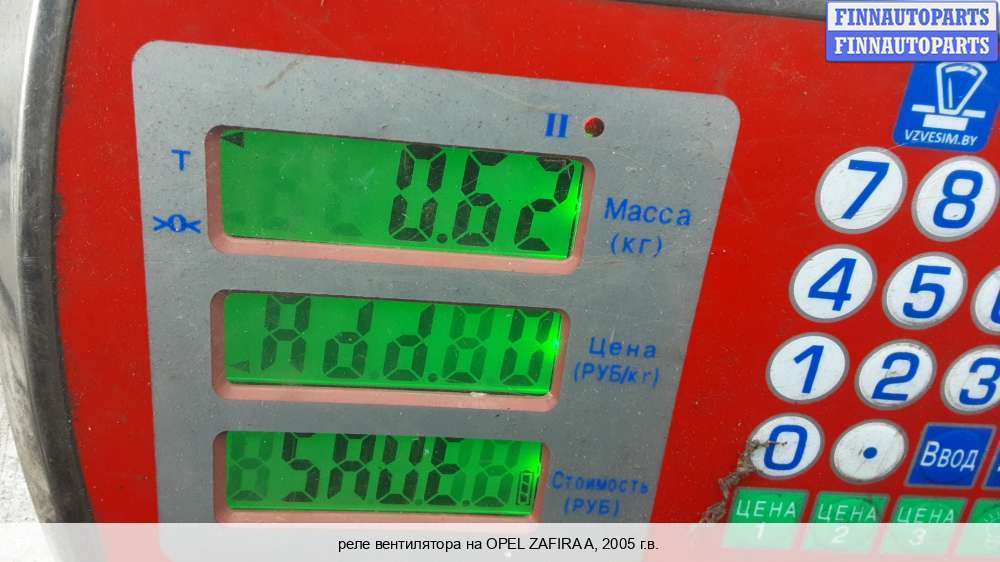 FINNAUTOPARTS
FINNAUTOPARTS
VZVESIM.BY
II
T
>0<
0.62
Масса
(кг)
Add.
Цена
(РУБ/кг)
SAVE.
Стоимость
(РУБ)
7 8
4 5
1 2 3
0 .
Ввод
ЦЕНА 1
ЦЕНА 2
ЦЕНА 3
реле вентилятора на OPEL ZAFIRA A, 2005 г.в.